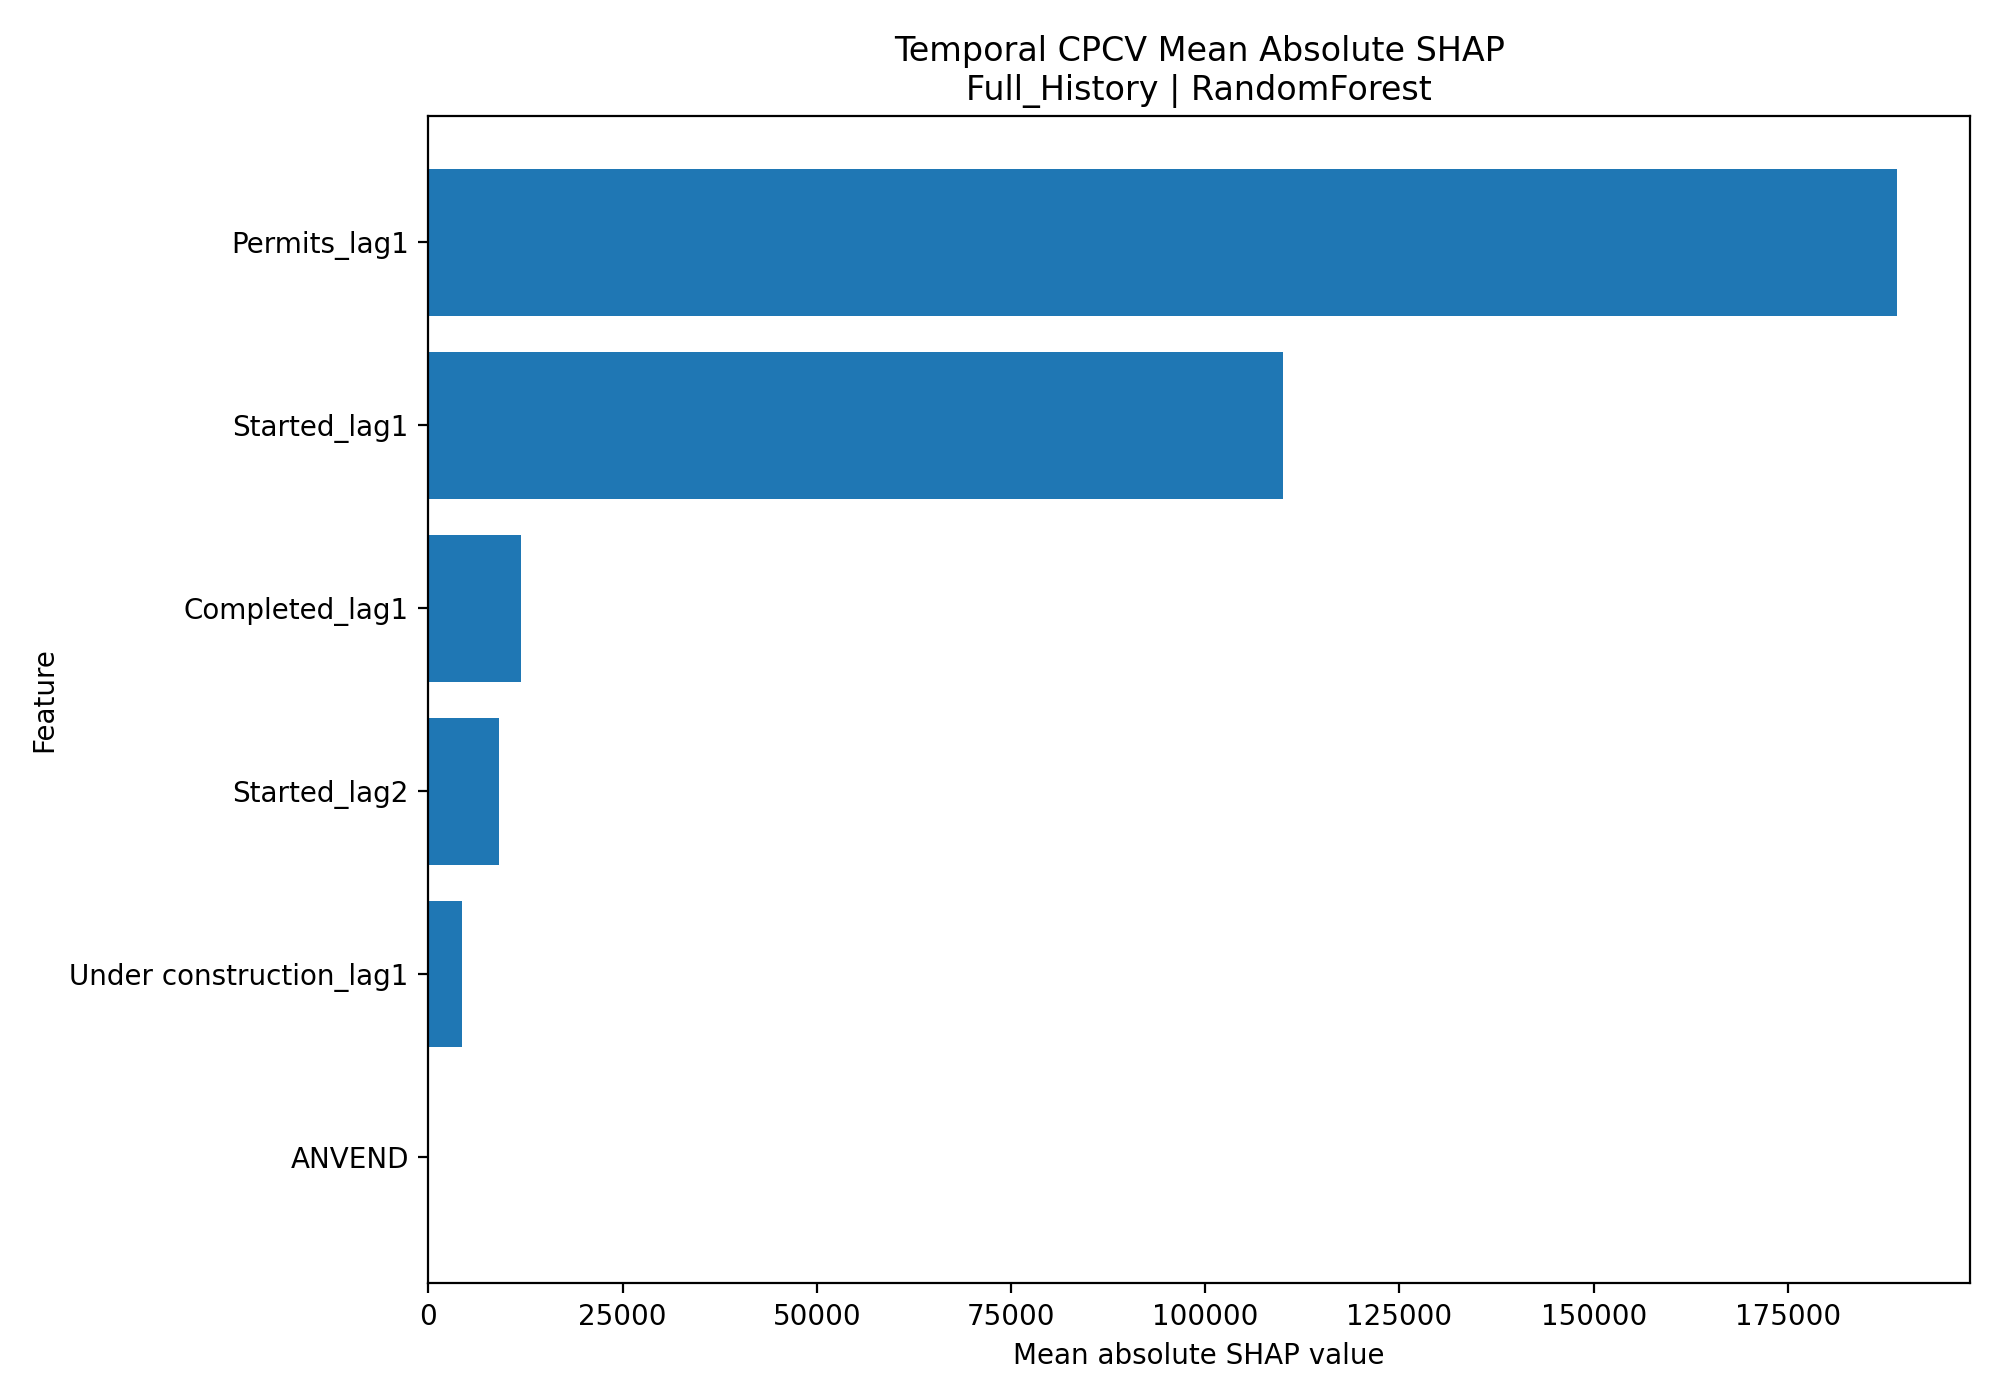 Temporal CPCV Mean Absolute SHAP
Full_History | RandomForest
Feature
Permits_lag1
Started_lag1
Completed_lag1
Started_lag2
Under construction_lag1
ANVEND
0 25000 50000 75000 100000 125000 150000 175000
Mean absolute SHAP value